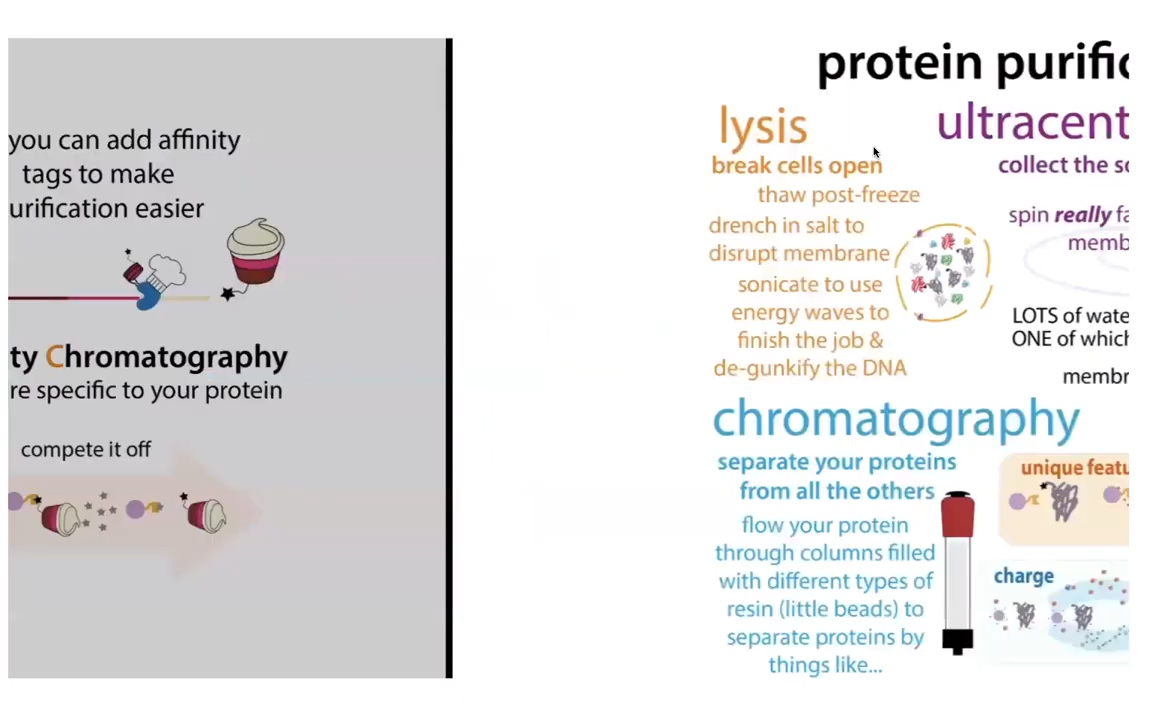 you can add affinity
tags to make
urification easier
ty Chromatography
re specific to your protein
compete it off
protein purific
lysis
break cells open
thaw post-freeze
drench in salt to
disrupt membrane
sonicate to use
energy waves to
finish the job &
de-gunkify the DNA
ultracent
collect the so
spin really fa
memb
LOTS of wate
ONE of which
membr
chromatography
separate your proteins
from all the others
flow your protein
through columns filled
with different types of
resin (little beads) to
separate proteins by
things like...
unique featu
charge